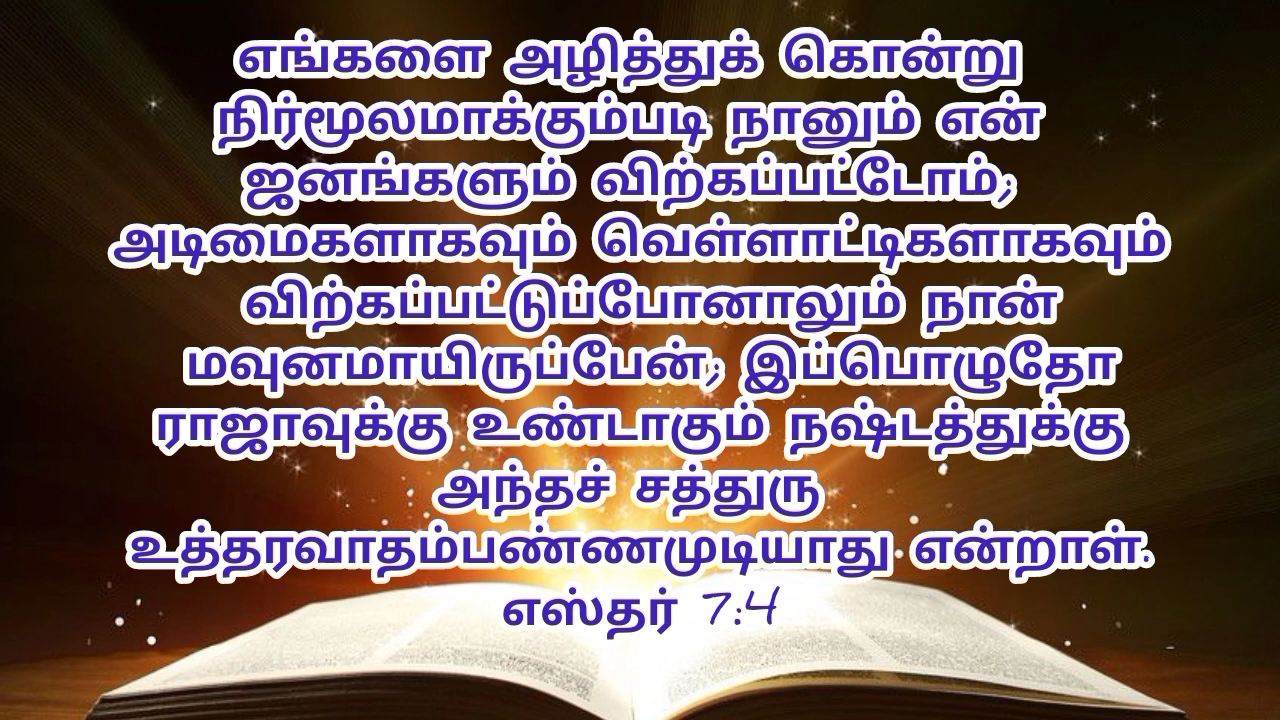 எங்களை அழித்துக் கொன்று
நிர்மூலமாக்கும்படி நானும் என்
ஜனங்களும் விற்கப்பட்டோம்;
அடிமைகளாகவும் வெள்ளாட்டிகளாகவும்
விற்கப்பட்டுப்போனாலும் நான்
மவுனமாயிருப்பேன்; இப்பொழுதோ
ராஜாவுக்கு உண்டாகும் நஷ்டத்துக்கு
அந்தச் சத்துரு
உத்தரவாதம்பண்ணமுடியாது என்றாள்.
எஸ்தர் 7:4